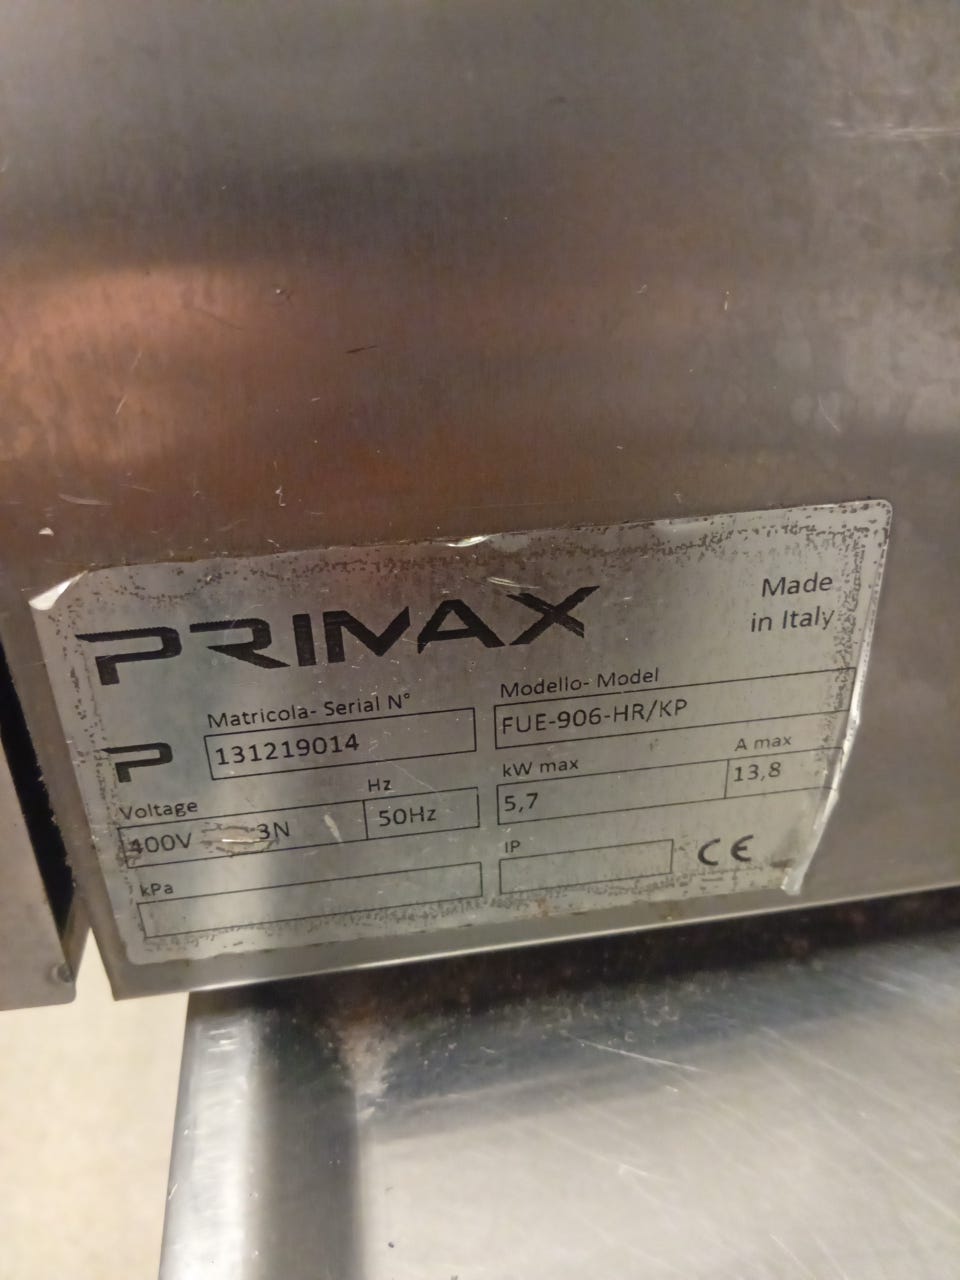 PRIMAX
Made
in Italy
Matricola- Serial N°
Modello- Model
P
131219014
FUE-906-HR/KP
Voltage
Hz
kW max
A max
400V 3N
50Hz
5,7
13,8
kPa
IP
CE